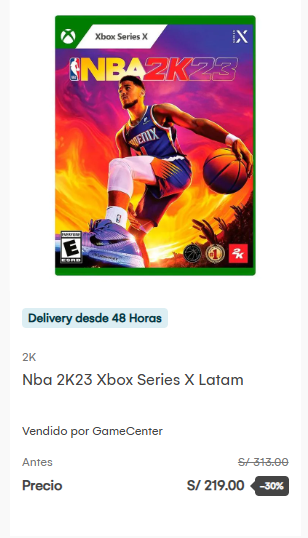 Xbox Series X
X
NBA 2K23
PHOENIX
E
ESRB
2K
Delivery desde 48 Horas
2K
Nba 2K23 Xbox Series X Latam
Vendido por GameCenter
Antes S/ 313.00
Precio S/ 219.00 -30%